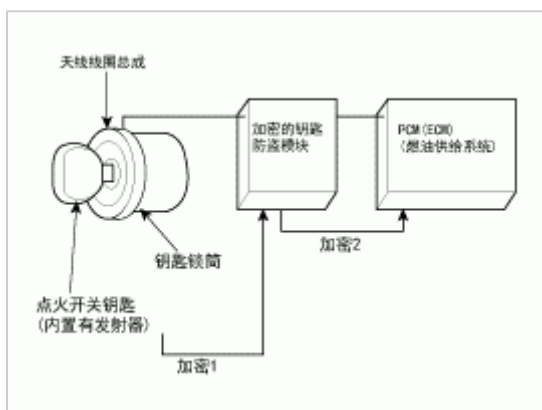 天线线圈总成
加密的钥匙
防盗模块
PCM(ECM)
(燃油供给系统)
钥匙锁筒
加密2
点火开关钥匙
(内置有发射器)
加密1